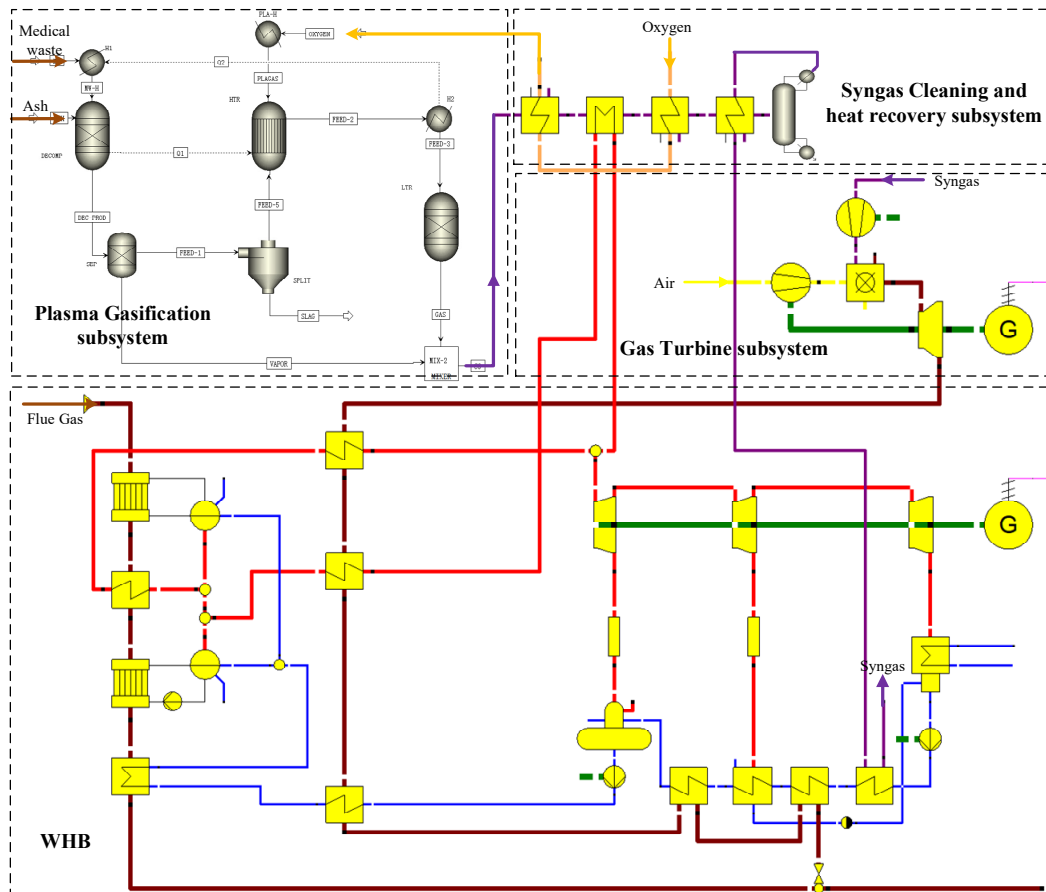 Medical
waste
H1
MW-H
Ash
DECOMP
Q2
Q1
PLA-H
OXYGEN
PLAGAS
HTR
FEED-2
H2
FEED-3
LTR
DEC PROD
FEED-5
SEP
FEED-1
SPLIT
SLAG
GAS
VAPOR
MIX-2
MIXER
Plasma Gasification
subsystem
Oxygen
Syngas Cleaning and
heat recovery subsystem
Syngas
Air
G
Gas Turbine subsystem
Flue Gas
G
Syngas
WHB